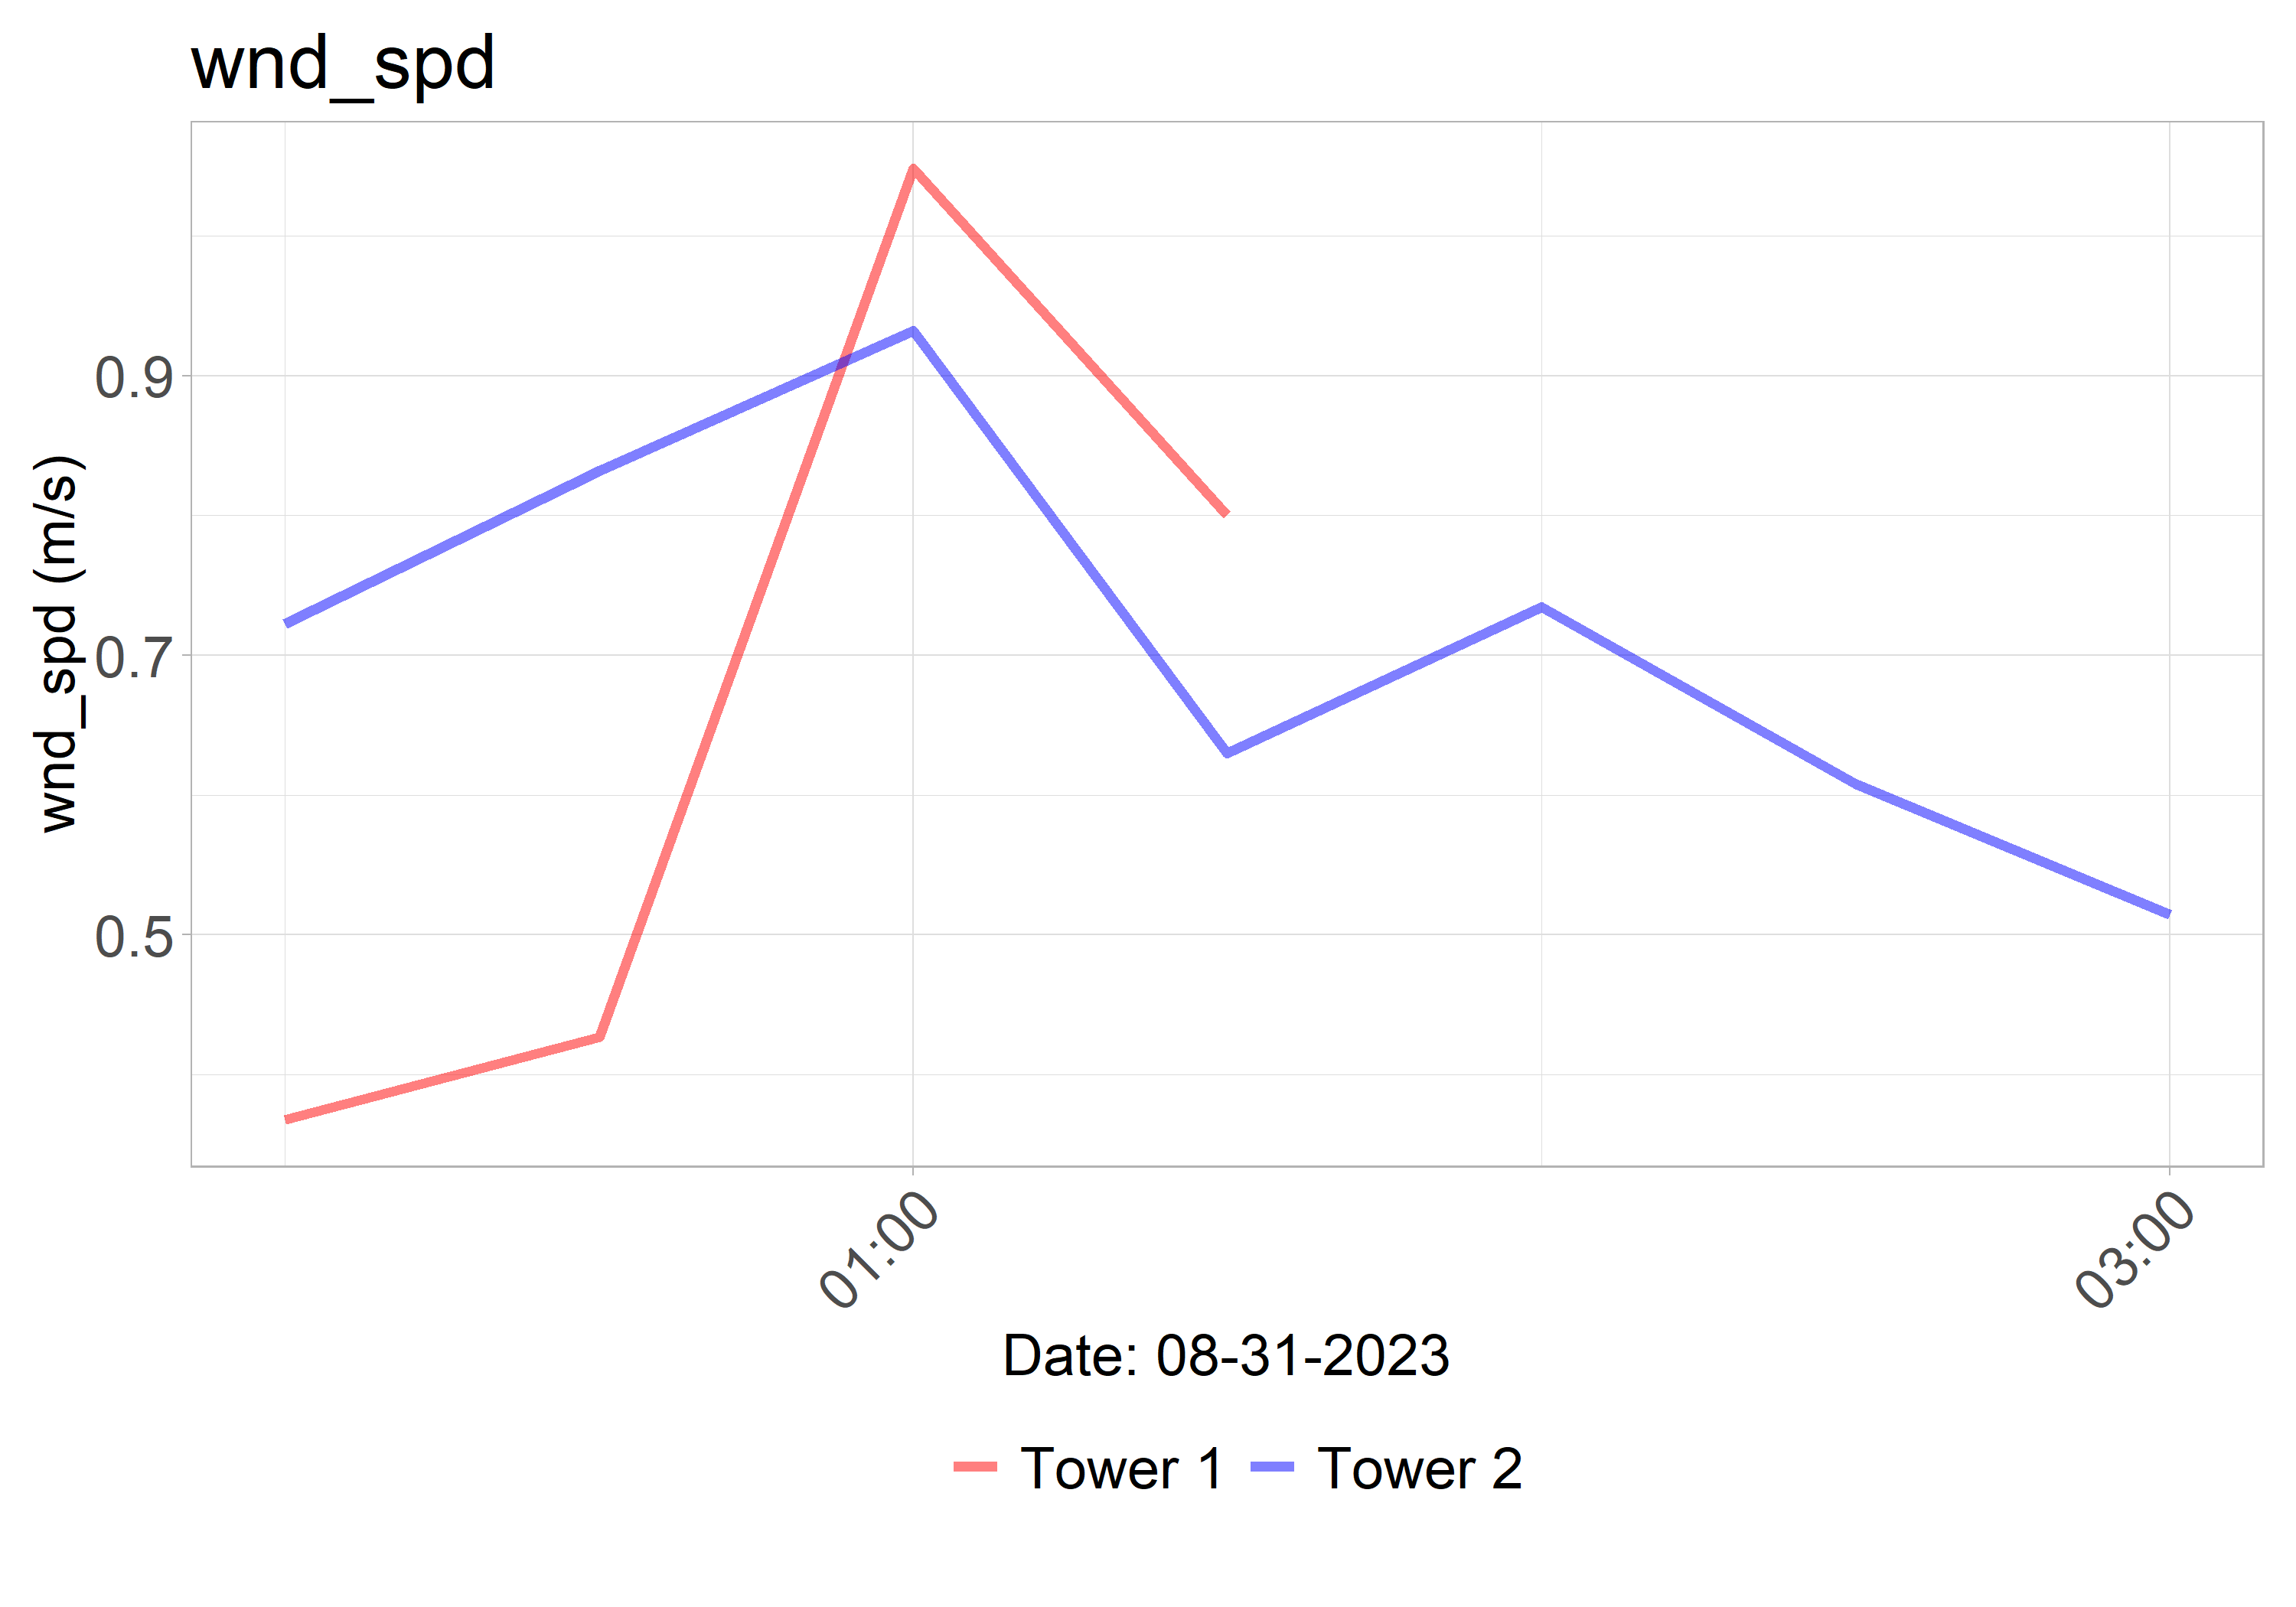 wnd_spd
wnd_spd (m/s)
0.9
0.7
0.5
01:00
03:00
Date: 08-31-2023
Tower 1
Tower 2